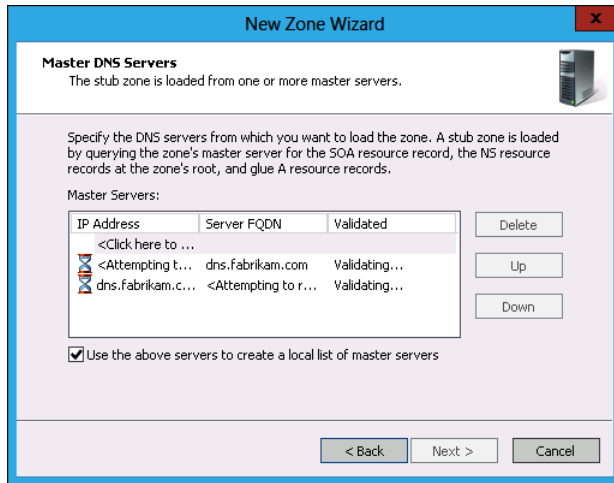 New Zone Wizard
x
Master DNS Servers
The stub zone is loaded from one or more master servers.
Specify the DNS servers from which you want to load the zone. A stub zone is loaded
by querying the zone's master server for the SOA resource record, the NS resource
records at the zone's root, and glue A resource records.
Master Servers:
IP Address Server FQDN Validated
<Click here to ...
<Attempting t... dns.fabrikam.com Validating...
dns.fabrikam.c... <Attempting to r... Validating...
Delete
Up
Down
Use the above servers to create a local list of master servers
< Back Next > Cancel